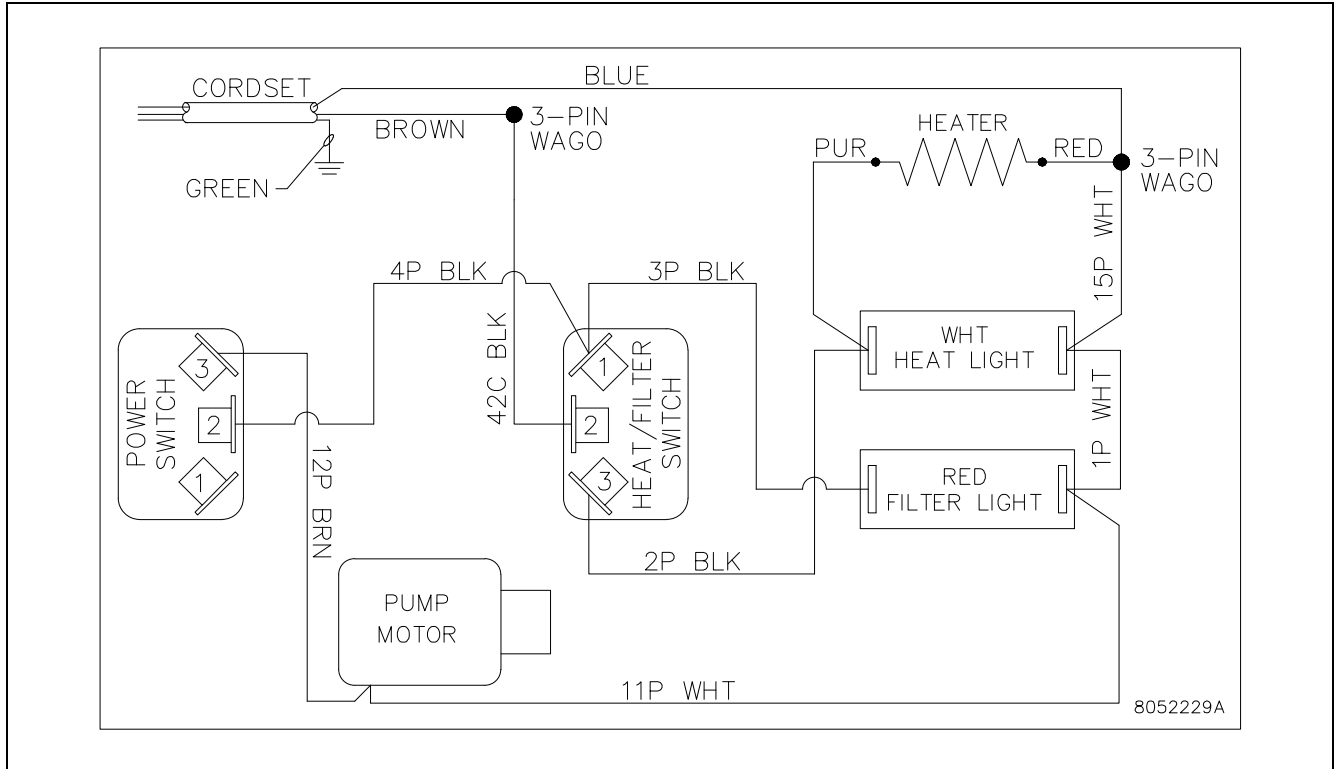 BLUE
CORDSET
3-PIN
WAGO
BROWN
GREEN
HEATER
PUR
RED
3-PIN
WAGO
15P WHT
4P BLK
3P BLK
42C BLK
POWER
SWITCH
3
2
1
1
2
3
HEAT/FILTER
SWITCH
WHT
HEAT LIGHT
1P WHT
RED
FILTER LIGHT
12P BRN
2P BLK
PUMP
MOTOR
11P WHT
8052229A